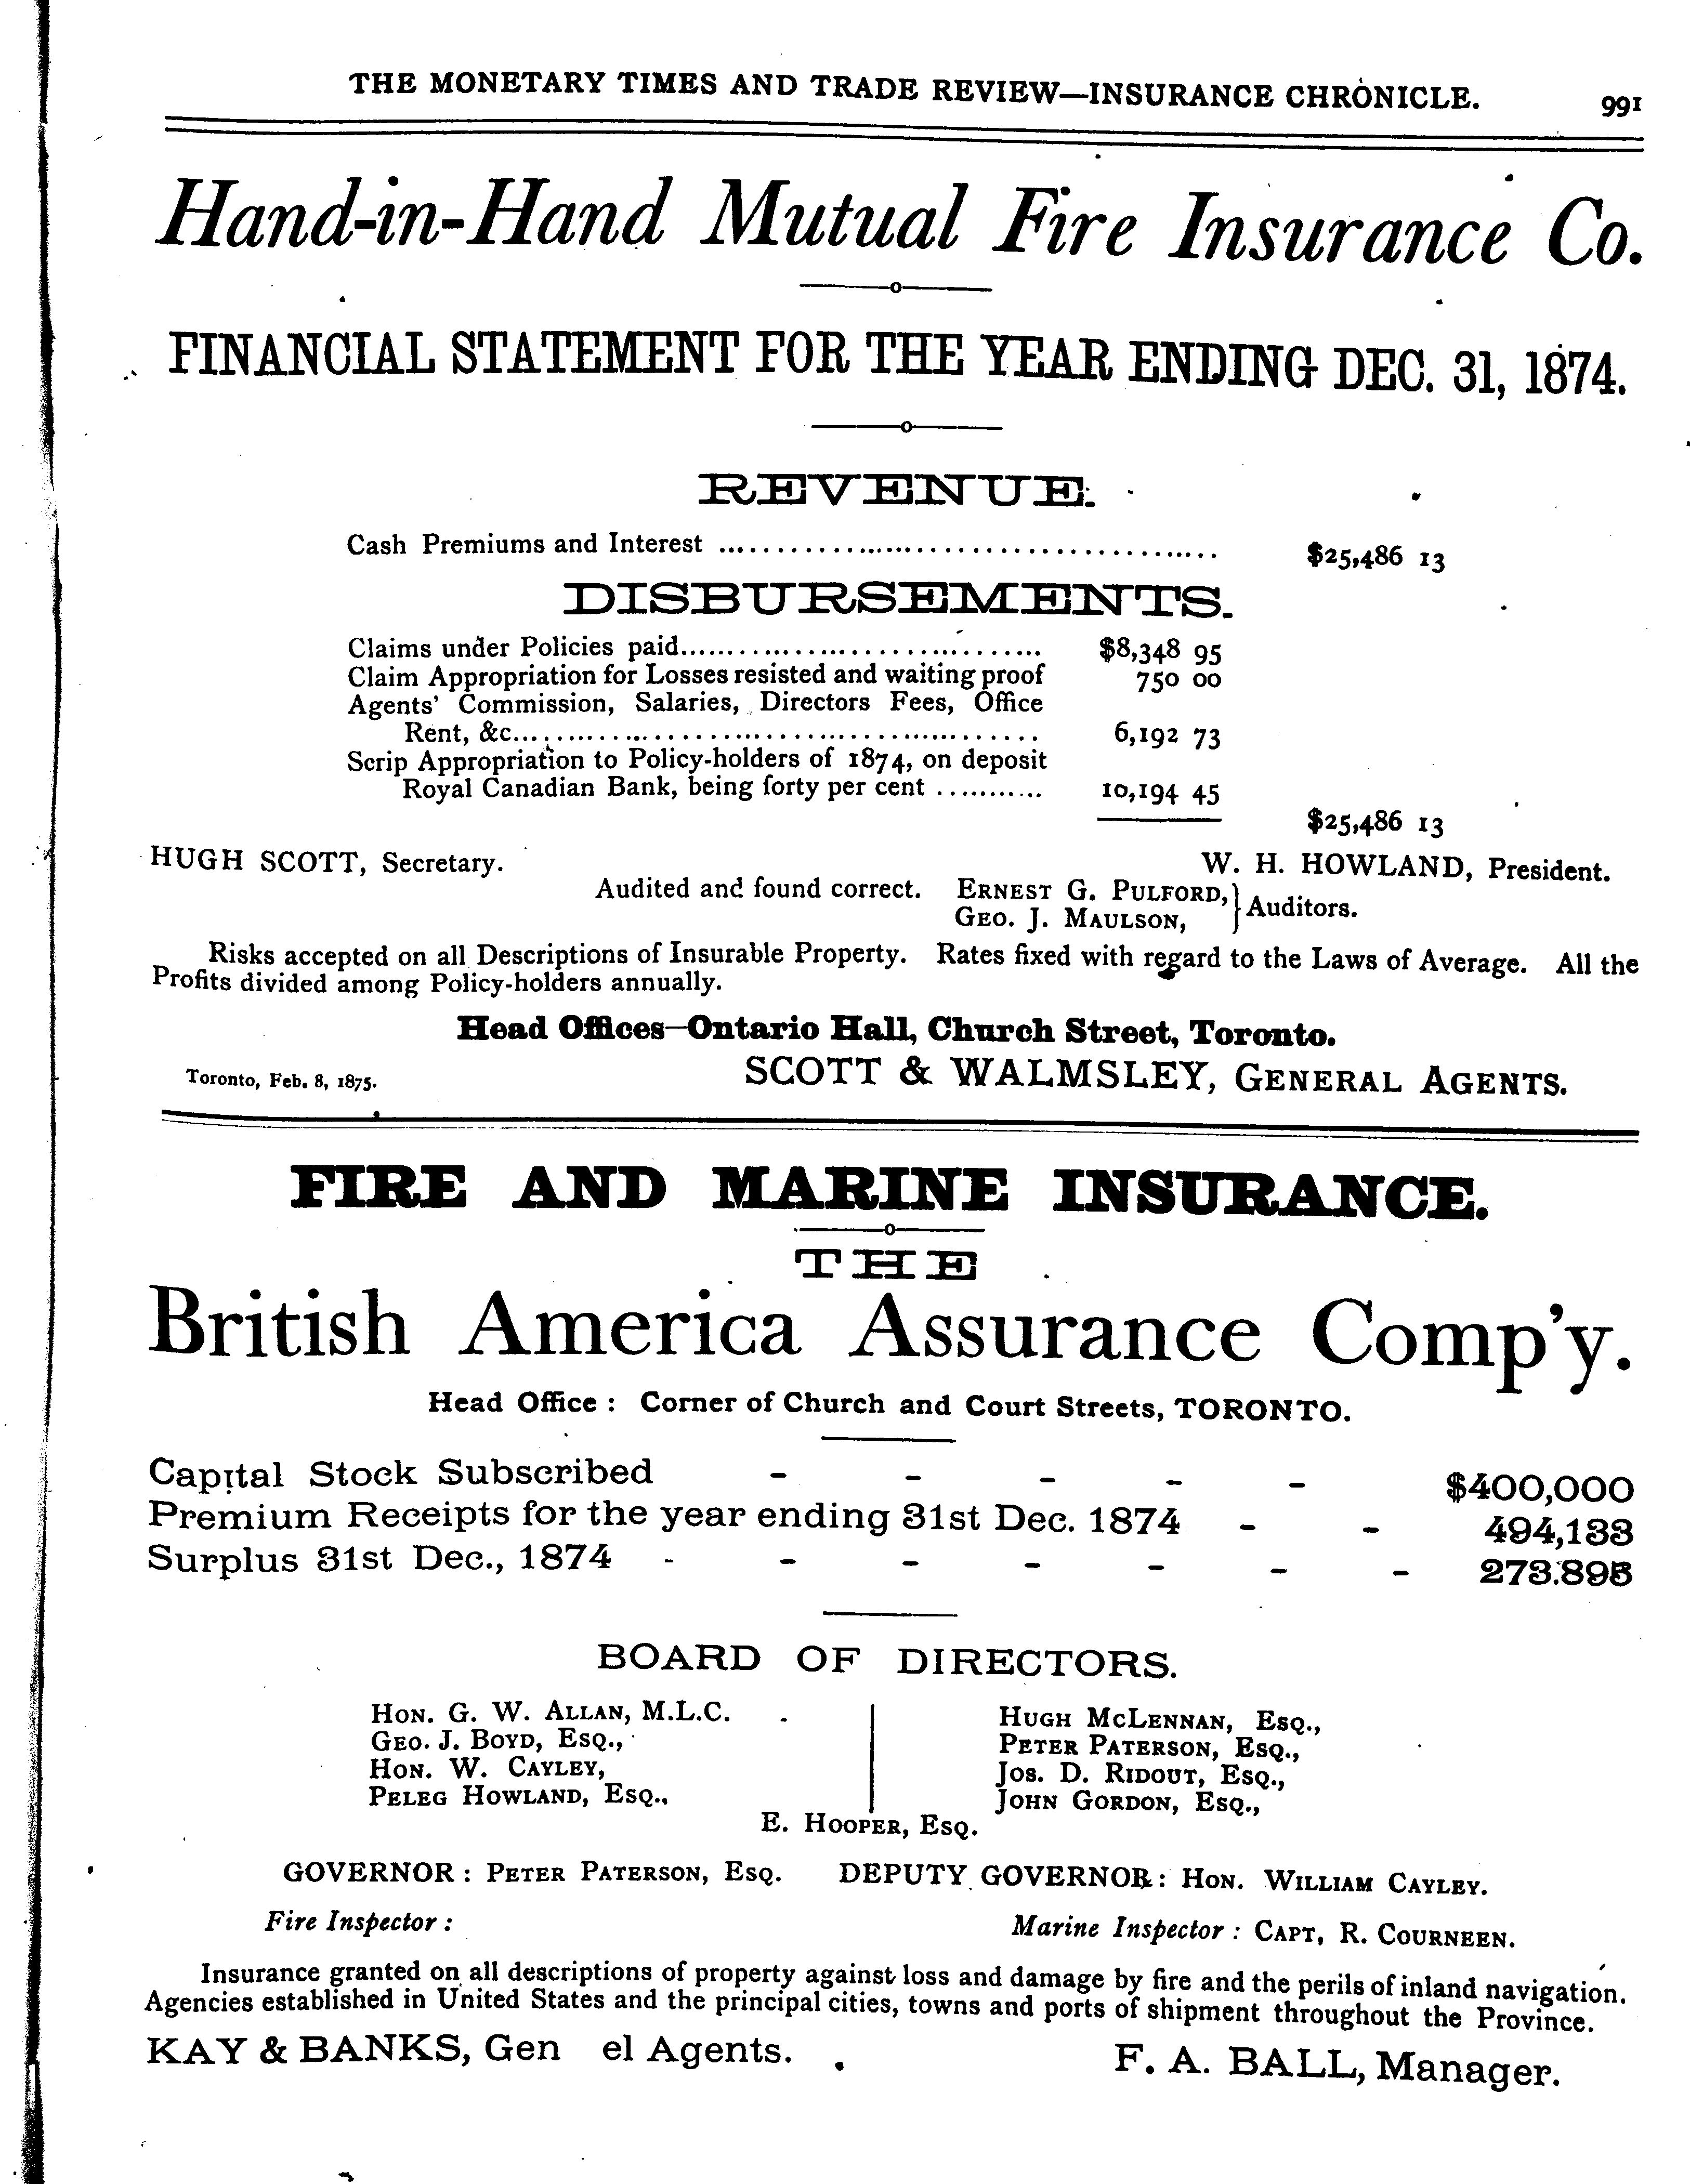 THE MONETARY TIMES AND TRADE REVIEW—INSURANCE CHRONICLE. 991
Hand-in-Hand Mutual Fire Insurance Co.
FINANCIAL STATEMENT FOR THE YEAR ENDING DEC. 31, 1874.
REVENUE.
Cash Premiums and Interest ........................................ $25,486 13
DISBURSEMENTS.
Claims under Policies paid................................ $8,348 95
Claim Appropriation for Losses resisted and waiting proof 750 00
Agents' Commission, Salaries, Directors Fees, Office
Rent, &c............................................ 6,192 73
Scrip Appropriation to Policy-holders of 1874, on deposit
Royal Canadian Bank, being forty per cent ........... 10,194 45
$25,486 13
HUGH SCOTT, Secretary. W. H. HOWLAND, President.
Audited and found correct. ERNEST G. PULFORD,
GEO. J. MAULSON, } Auditors.
Risks accepted on all Descriptions of Insurable Property. Rates fixed with regard to the Laws of Average. All the
Profits divided among Policy-holders annually.
Head Offices—Ontario Hall, Church Street, Toronto.
Toronto, Feb. 8, 1875. SCOTT & WALMSLEY, GENERAL AGENTS.
FIRE AND MARINE INSURANCE.
THE
British America Assurance Comp'y.
Head Office : Corner of Church and Court Streets, TORONTO.
Capital Stock Subscribed - - - - - $400,000
Premium Receipts for the year ending 31st Dec. 1874 - - 494,133
Surplus 31st Dec., 1874 - - - - - - - 273.895
BOARD OF DIRECTORS.
HON. G. W. ALLAN, M.L.C. HUGH MCLENNAN, ESQ.,
GEO. J. BOYD, ESQ., PETER PATERSON, ESQ.,
HON. W. CAYLEY, JOS. D. RIDOUT, ESQ.,
PELEG HOWLAND, ESQ., JOHN GORDON, ESQ.,
E. HOOPER, ESQ.
GOVERNOR : PETER PATERSON, ESQ. DEPUTY GOVERNOR : HON. WILLIAM CAYLEY.
Fire Inspector : Marine Inspector : CAPT, R. COURNEEN.
Insurance granted on all descriptions of property against loss and damage by fire and the perils of inland navigation.
Agencies established in United States and the principal cities, towns and ports of shipment throughout the Province.
KAY & BANKS, Gen el Agents. F. A. BALL, Manager.